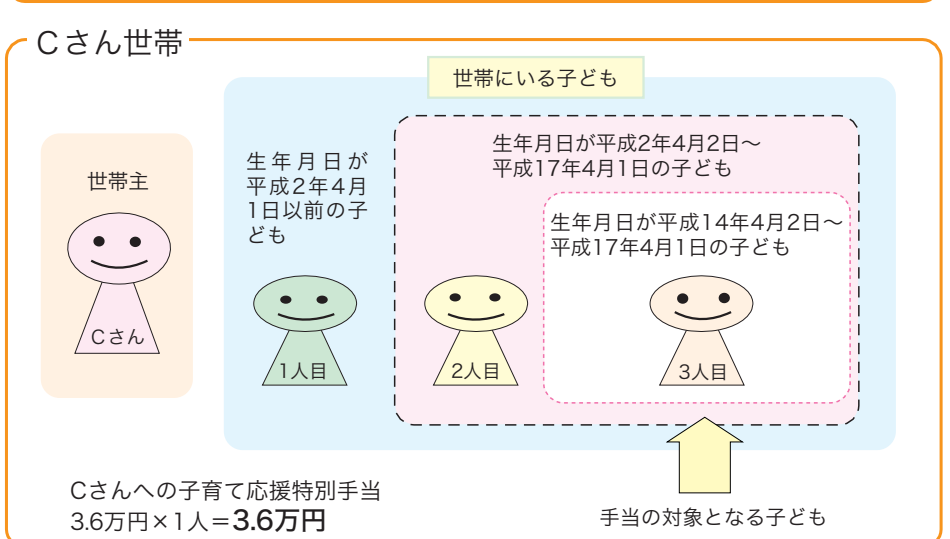 Cさん世帯
世帯にいる子ども
世帯主
Cさん
生年月日が
平成2年4月
1日以前の子
ども
1人目
生年月日が平成2年4月2日～
平成17年4月1日の子ども
2人目
生年月日が平成14年4月2日～
平成17年4月1日の子ども
3人目
Cさんへの子育て応援特別手当
3.6万円×1人＝3.6万円
手当の対象となる子ども